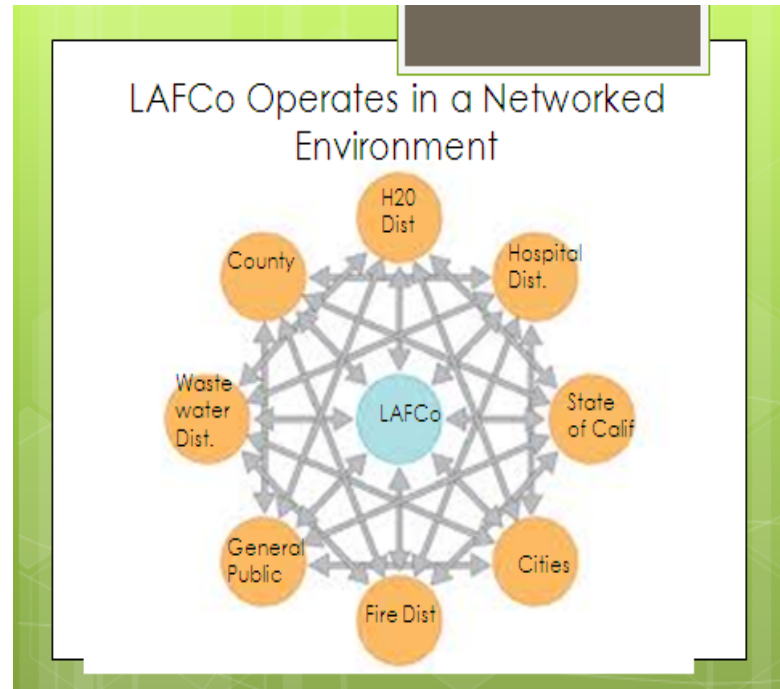 LAFCo Operates in a Networked
Environment
H20
Dist
County
Hospital
Dist.
Waste
water
Dist.
LAFCo
State
of Calif
General
Public
Cities
Fire Dist